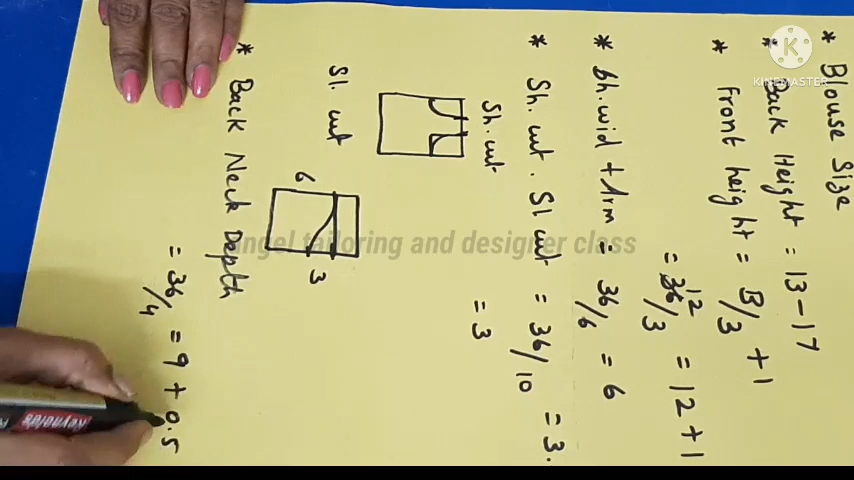 * Blouse Size
* Back Height = 13-17
* Front height = B/3 + 1
= 36/3 = 12+1
12
* Sh.wid + Arm = 36/6 = 6
* Sh. cut. Sl cut = 36/10 = 3.
= 3
Sh. cut
Sl. cut
6
3
* Back Neck Depth
= 36/4 = 9 + 0.5
KINEMASTER
angel tailoring and designer class
Reynolds